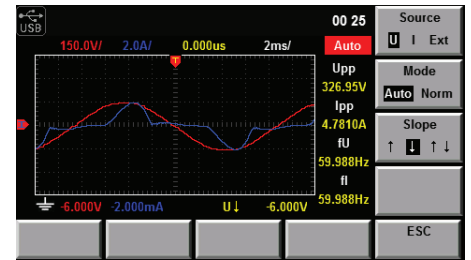 USB
00 25
150.0V/ 2.0A/ 0.000us 2ms/ Auto
T
Upp
326.95V
Ipp
4.7810A
fU
59.988Hz
fI
59.988Hz
-6.000V -2.000mA U↓ -6.000V
Source
U I Ext
Mode
Auto Norm
Slope
↑ ↓ ↑↓
ESC